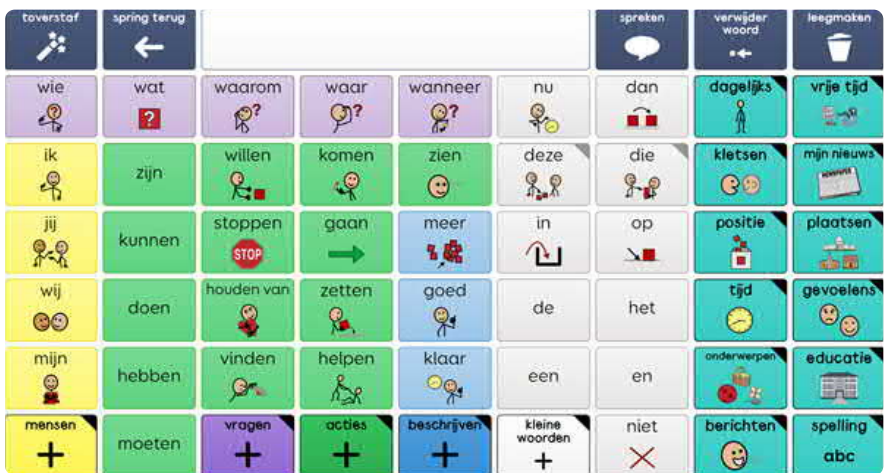 toverstaf spring terug spreken verwijder woord leegmaken
wie wat waarom waar wanneer nu dan dagelijks vrije tijd
? ? ? ? ?
ik zijn willen komen zien deze die kletsen mijn nieuws
NEWSPAPER
jij kunnen stoppen gaan meer in op positie plaatsen
STOP
wij doen houden van zetten goed de het tijd gevoelens
mijn hebben vinden helpen klaar een en onderwerpen educatie
mensen moeten vragen acties beschrijven kleine woorden niet berichten spelling
+ + + + + abc